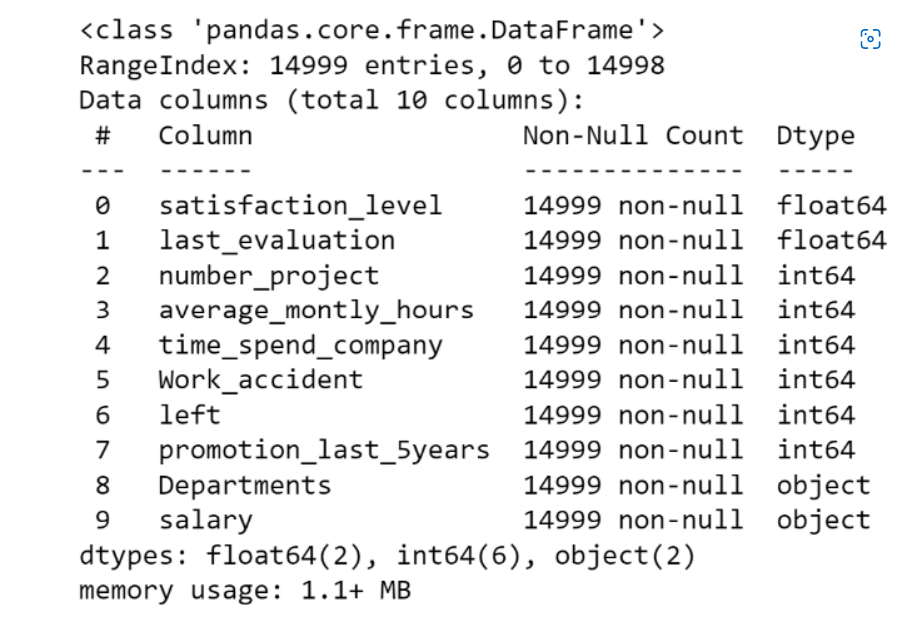 <class 'pandas.core.frame.DataFrame'>
RangeIndex: 14999 entries, 0 to 14998
Data columns (total 10 columns):
 #   Column                 Non-Null Count  Dtype
---  ------                 --------------  -----
 0   satisfaction_level     14999 non-null  float64
 1   last_evaluation        14999 non-null  float64
 2   number_project         14999 non-null  int64
 3   average_montly_hours   14999 non-null  int64
 4   time_spend_company     14999 non-null  int64
 5   Work_accident          14999 non-null  int64
 6   left                   14999 non-null  int64
 7   promotion_last_5years  14999 non-null  int64
 8   Departments            14999 non-null  object
 9   salary                 14999 non-null  object
dtypes: float64(2), int64(6), object(2)
memory usage: 1.1+ MB